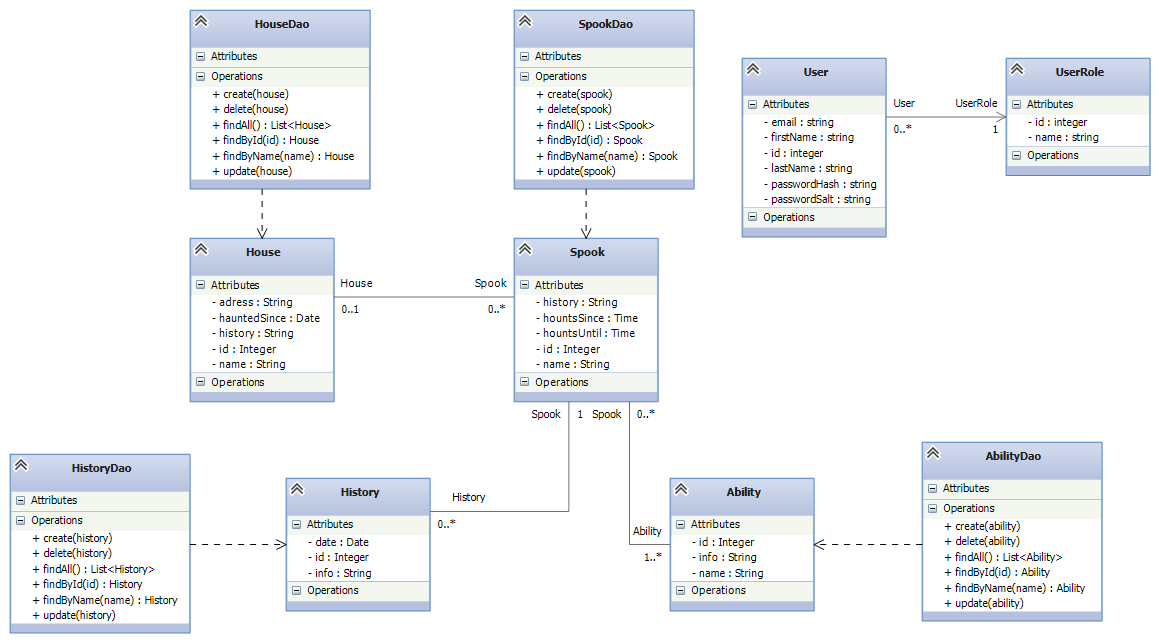 HouseDao
Attributes
Operations
+ create(house)
+ delete(house)
+ findAll() : List<House>
+ findById(id) : House
+ findByName(name) : House
+ update(house)
SpookDao
Attributes
Operations
+ create(spook)
+ delete(spook)
+ findAll() : List<Spook>
+ findById(id) : Spook
+ findByName(name) : Spook
+ update(spook)
User
Attributes
- email : string
- firstName : string
- id : integer
- lastName : string
- passwordHash : string
- passwordSalt : string
Operations
User
UserRole
0..*
1
UserRole
Attributes
- id : integer
- name : string
Operations
House
Attributes
- adress : String
- hauntedSince : Date
- history : String
- id : Integer
- name : String
Operations
House
Spook
0..1
0..*
Spook
Attributes
- history : String
- hountsSince : Time
- hountsUntil : Time
- id : Integer
- name : String
Operations
Spook
1
Spook
0..*
HistoryDao
Attributes
Operations
+ create(history)
+ delete(history)
+ findAll() : List<History>
+ findById(id) : History
+ findByName(name) : History
+ update(history)
History
Attributes
- date : Date
- id : Integer
- info : String
Operations
History
0..*
Ability
1..*
Ability
Attributes
- id : Integer
- info : String
- name : String
Operations
AbilityDao
Attributes
Operations
+ create(ability)
+ delete(ability)
+ findAll() : List<Ability>
+ findById(id) : Ability
+ findByName(name) : Ability
+ update(ability)